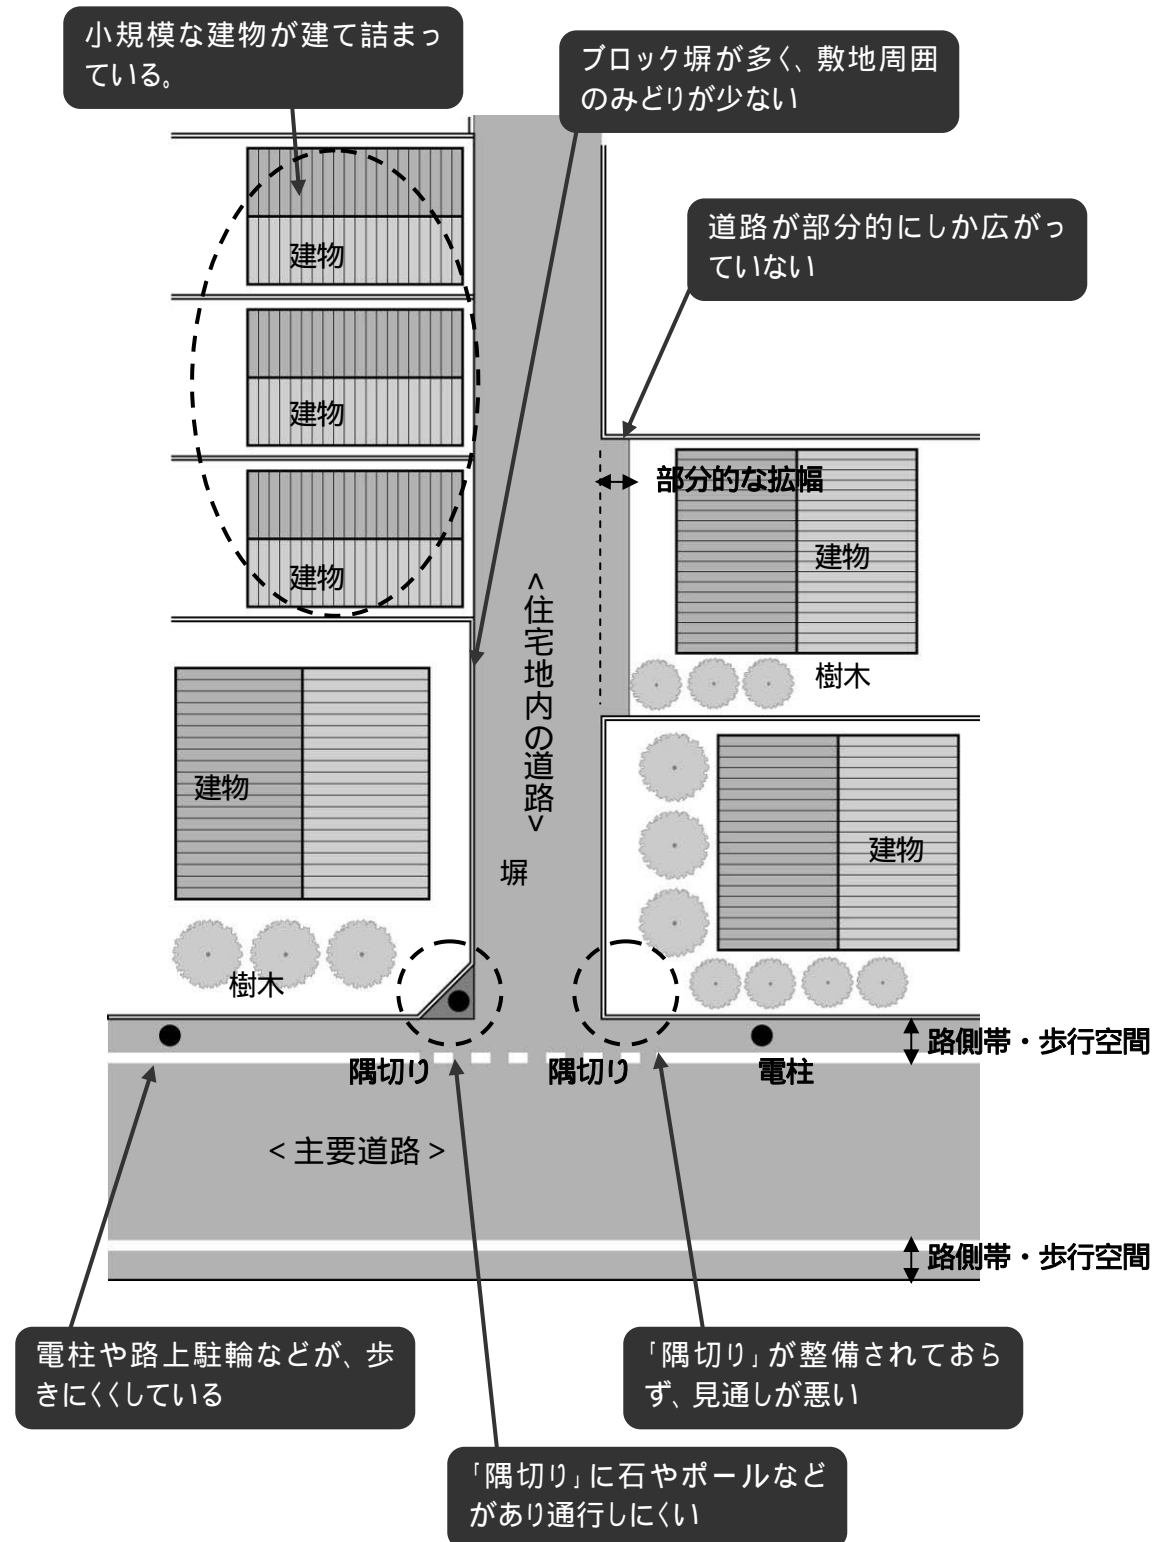 小規模な建物が建て詰まっ
ている。
ブロック塀が多く、敷地周囲
のみどりが少ない
道路が部分的にしか広がっ
ていない
建物
建物
建物
部分的な拡幅
建物
樹木
<住宅地内の道路>
建物
塀
建物
樹木
隅切り
隅切り
電柱
路側帯・歩行空間
<主要道路>
路側帯・歩行空間
電柱や路上駐輪などが、歩
きにくくしている
「隅切り」が整備されておら
ず、見通しが悪い
「隅切り」に石やポールなど
があり通行しにくい